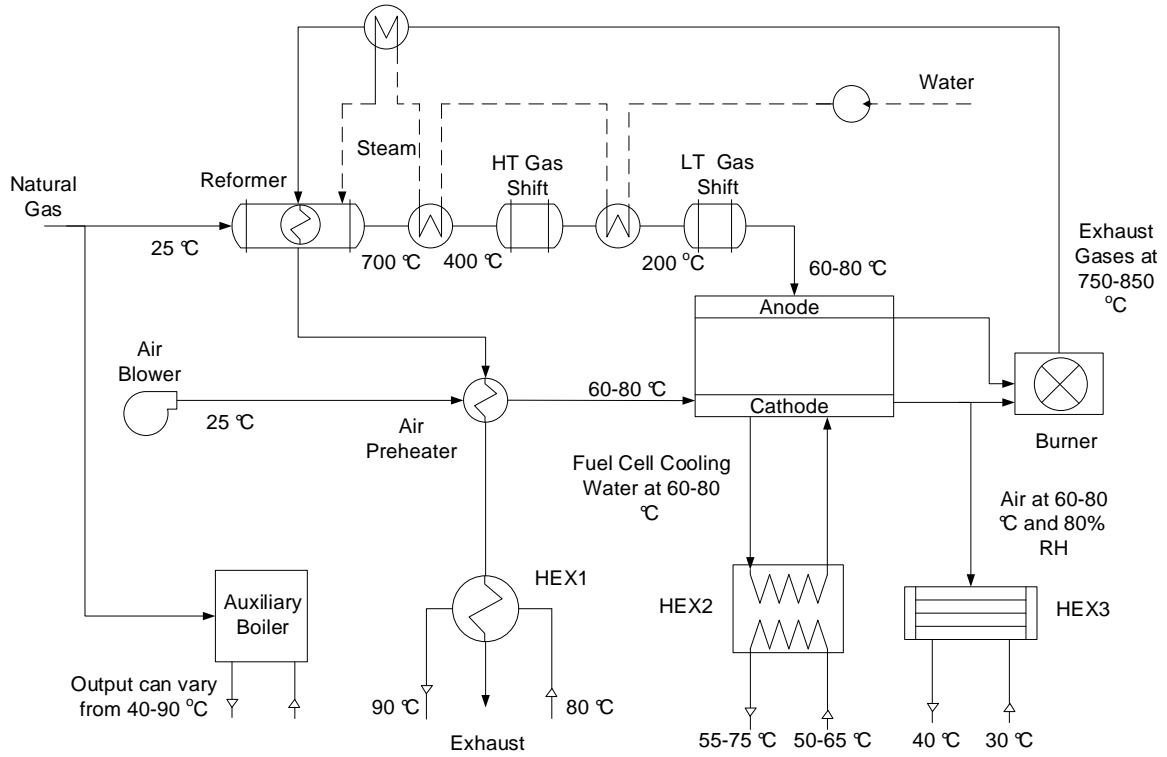 Water
Steam
Natural
Gas
Reformer
HT Gas
Shift
LT  Gas
Shift
25 °C
700 °C
400 °C
200 °C
60-80 °C
Exhaust
Gases at
750-850
°C
Anode
Air
Blower
25 °C
Air
Preheater
60-80 °C
Cathode
Burner
Fuel Cell Cooling
Water at 60-80
°C
Air at 60-80
°C and 80%
RH
HEX1
HEX2
HEX3
Auxiliary
Boiler
Output can vary
from 40-90 °C
90 °C
80 °C
Exhaust
55-75 °C
50-65 °C
40 °C
30 °C